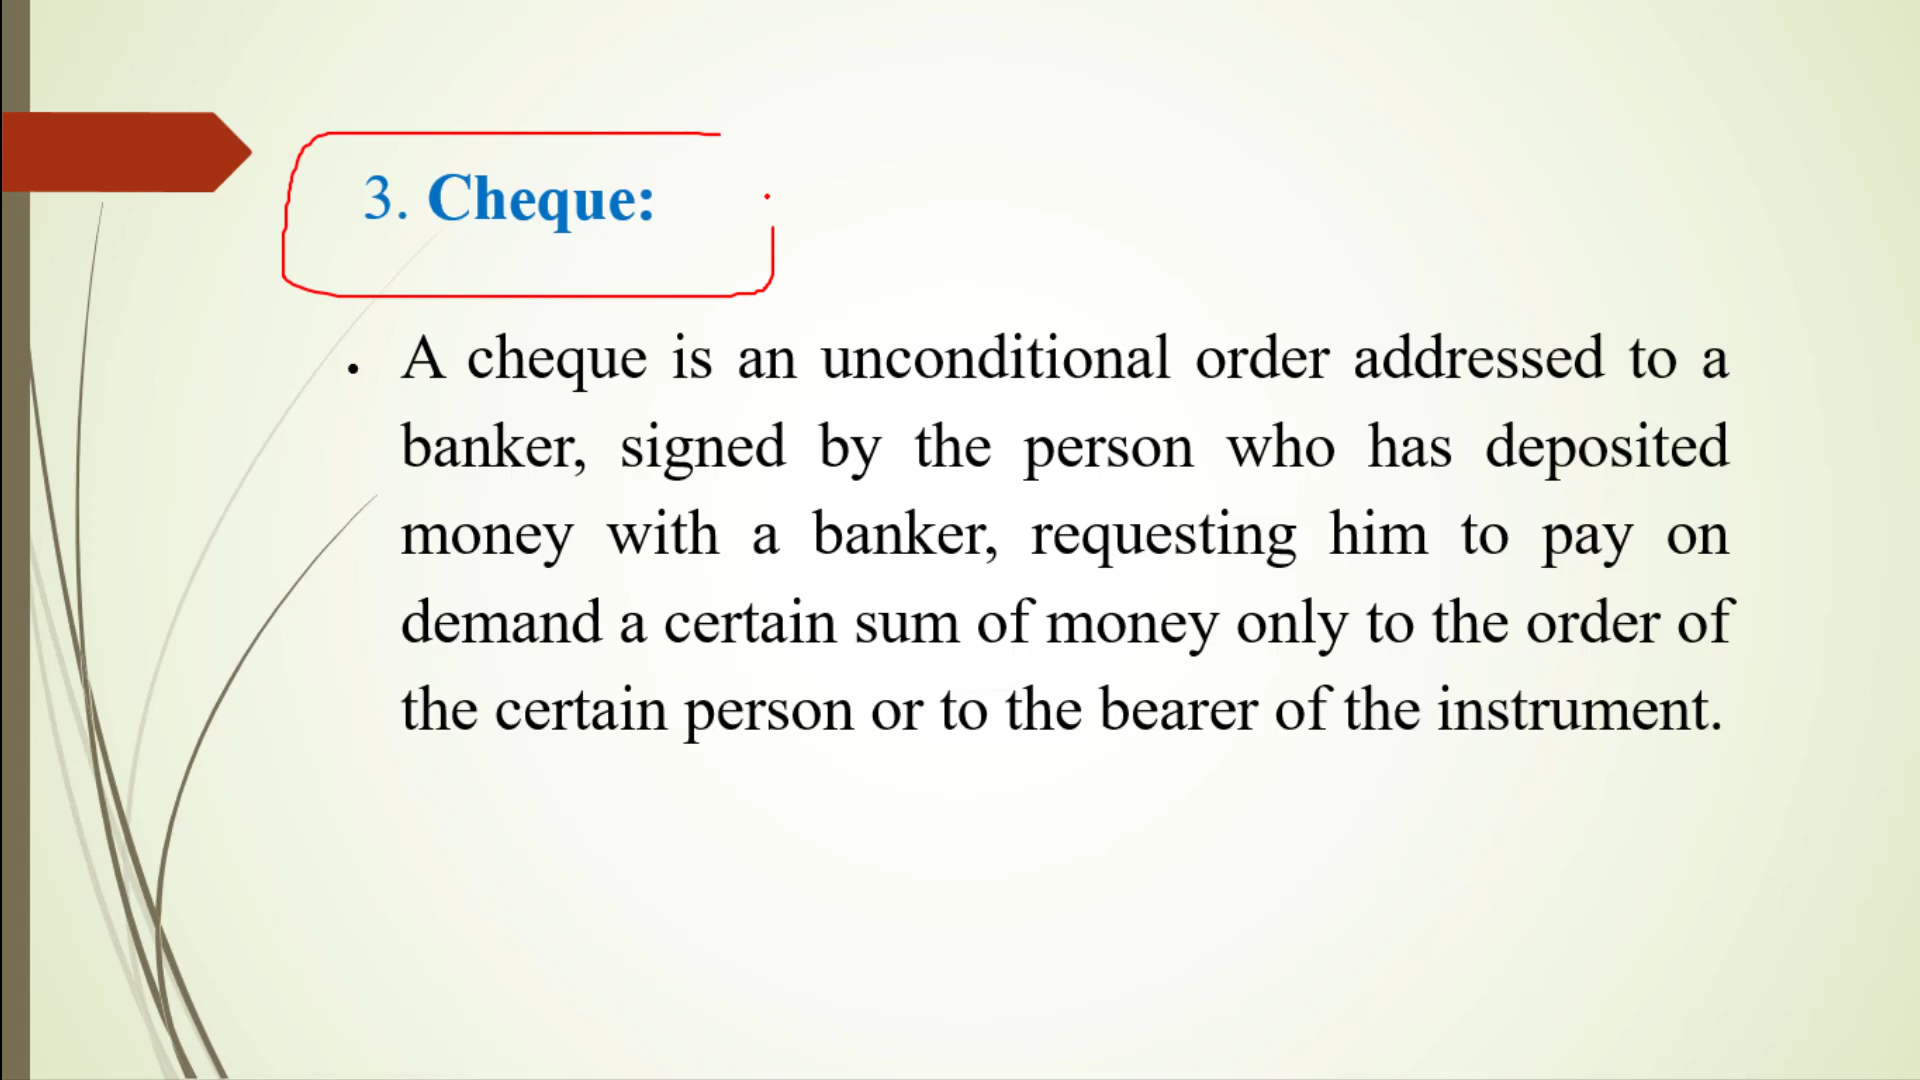 3. Cheque:
• A cheque is an unconditional order addressed to a
banker, signed by the person who has deposited
money with a banker, requesting him to pay on
demand a certain sum of money only to the order of
the certain person or to the bearer of the instrument.